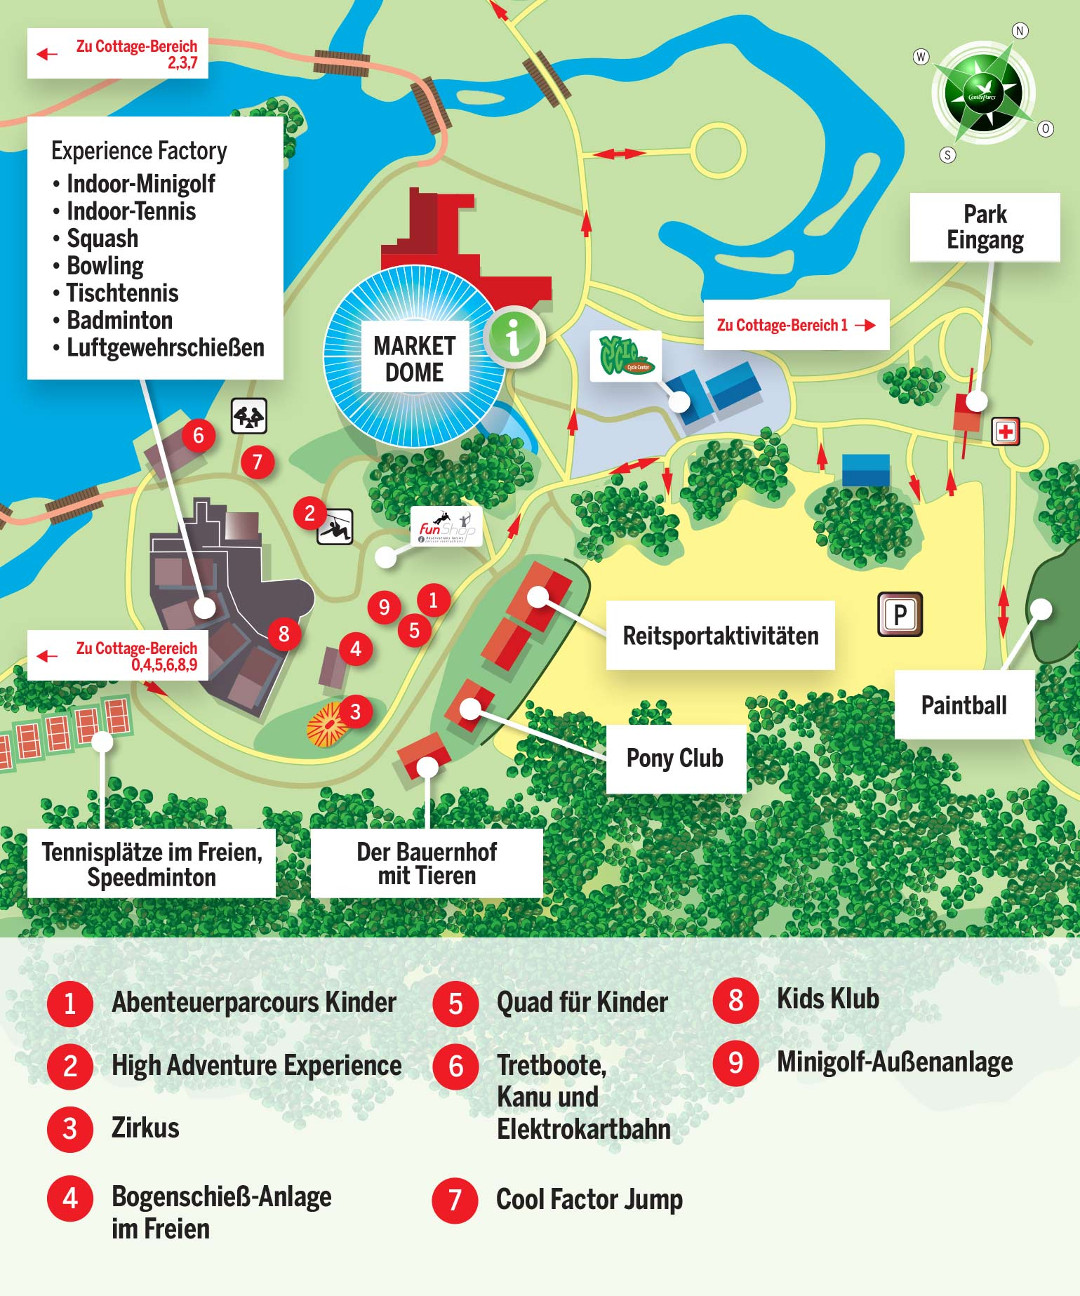 Zu Cottage-Bereich
2,3,7
N
W
O
S
CenterParcs
Experience Factory
• Indoor-Minigolf
• Indoor-Tennis
• Squash
• Bowling
• Tischtennis
• Badminton
• Luftgewehrschießen
Park
Eingang
Zu Cottage-Bereich 1
MARKET
DOME
i
Cycle Center
6
7
2
FunShop
9
1
5
8
4
3
P
Reitsportaktivitäten
Zu Cottage-Bereich
0,4,5,6,8,9
Paintball
Pony Club
Tennisplätze im Freien,
Speedminton
Der Bauernhof
mit Tieren
1 Abenteuerparcours Kinder
2 High Adventure Experience
3 Zirkus
4 Bogenschieß-Anlage
im Freien
5 Quad für Kinder
6 Tretboote,
Kanu und
Elektrokartbahn
7 Cool Factor Jump
8 Kids Klub
9 Minigolf-Außenanlage